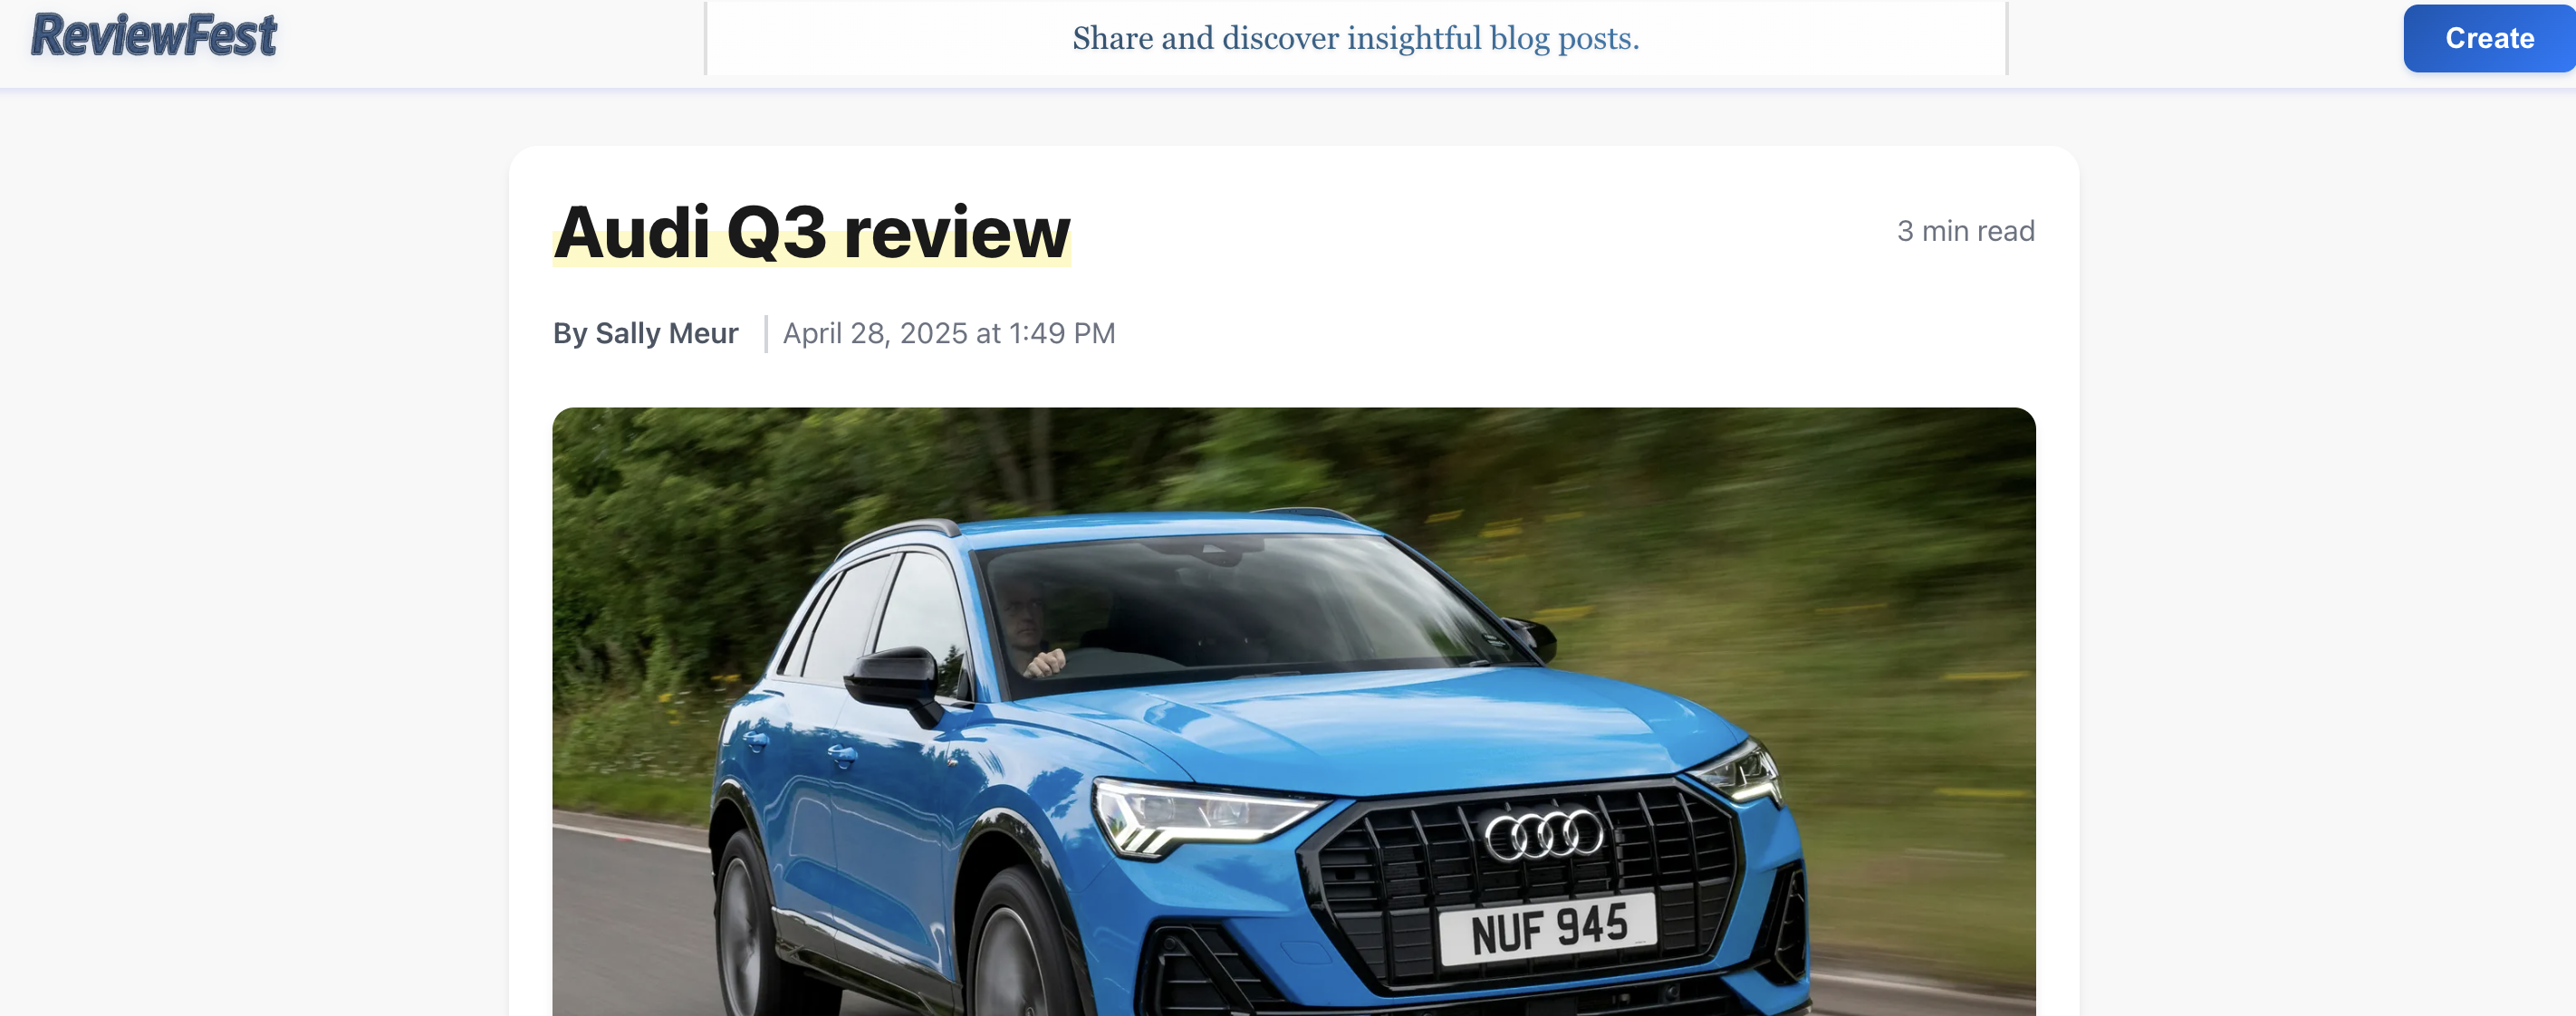 ReviewFest
Share and discover insightful blog posts.
Create
Audi Q3 review
3 min read
By Sally Meur
April 28, 2025 at 1:49 PM
NUF 945